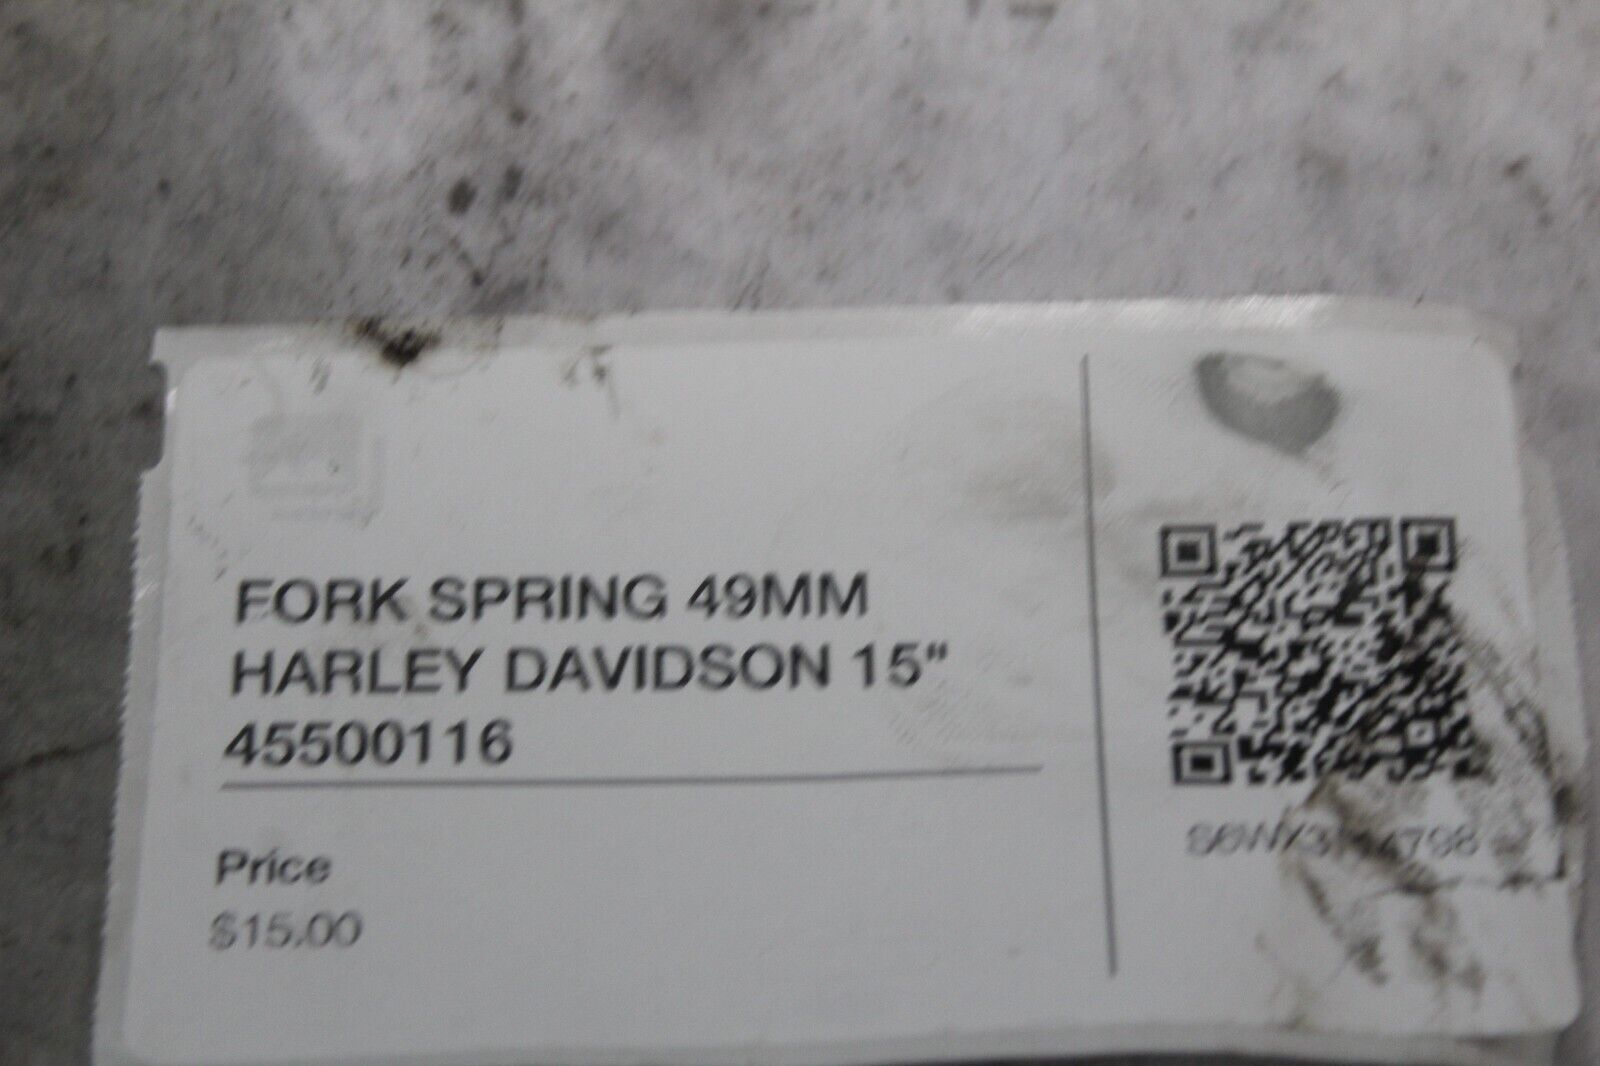 FORK SPRING 49MM
HARLEY DAVIDSON 15"
45500116
Price
$15.00